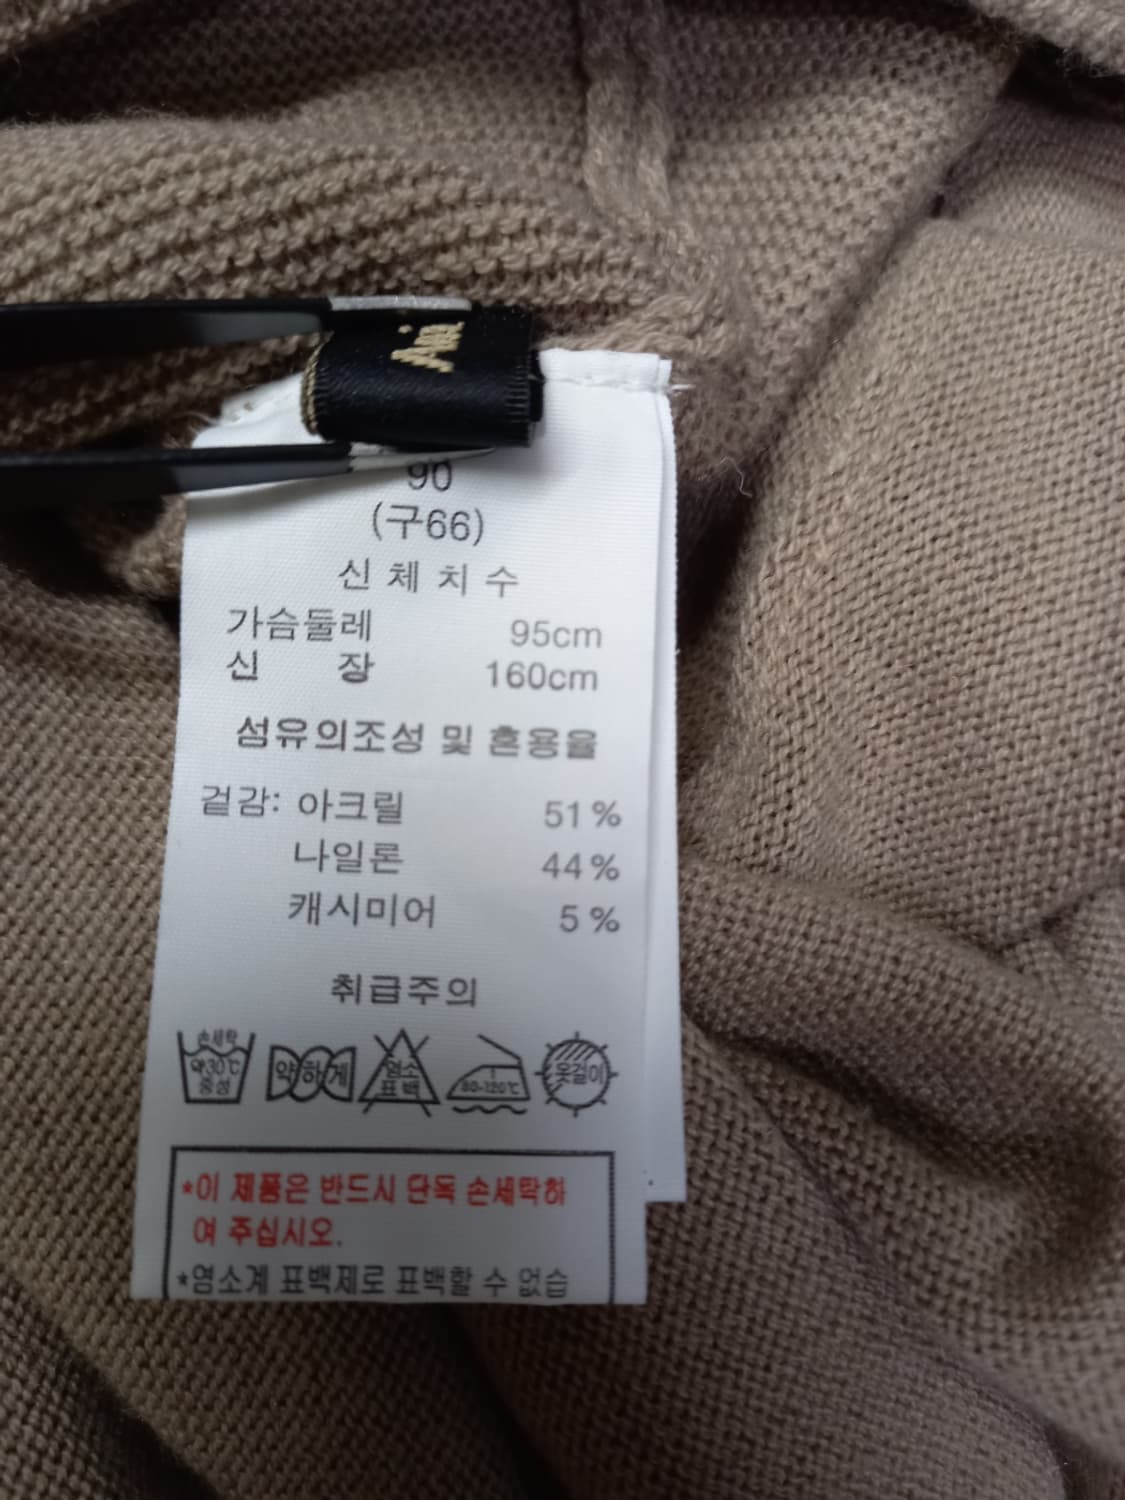 90
(구66)
신 체 치 수
가슴둘레 95cm
신 장 160cm
섬유의조성 및 혼용율
겉감: 아크릴 51%
나일론 44%
캐시미어 5%
취급주의
손세탁
약30℃
중성
약하게
염소
표백
80-120℃
옷걸이
*이 제품은 반드시 단독 손세탁하
여 주십시오.
*염소계 표백제로 표백할 수 없습